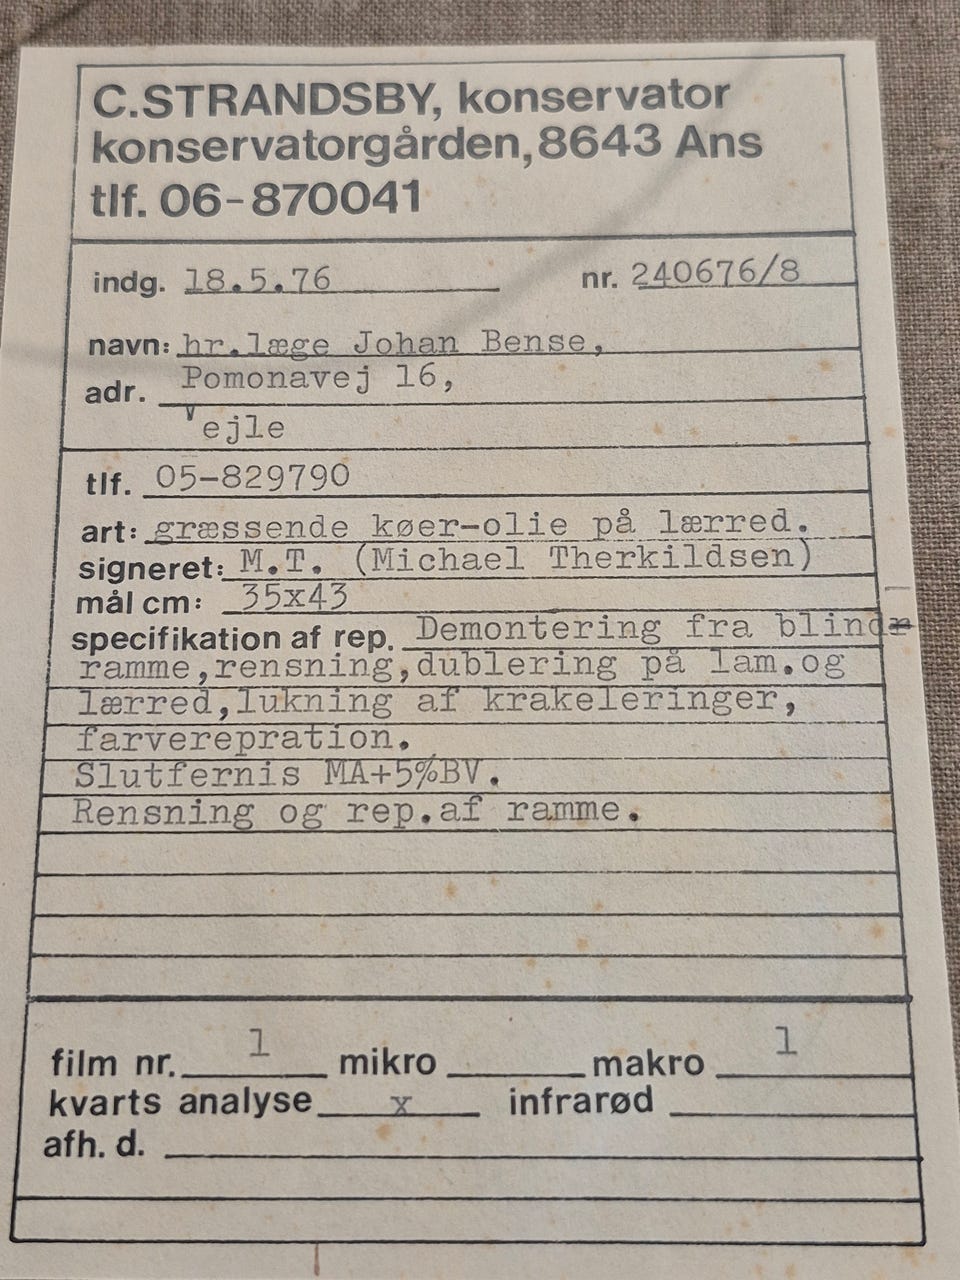 C.STRANDSBY, konservator
konservatorgården, 8643 Ans
tlf. 06-870041
indg. 18.5.76 nr. 240676/8
navn: hr.læge Johan Bense,
adr. Pomonavej 16,
Vejle
tlf. 05-829790
art: græssende køer-olie på lærred.
signeret: M.T. (Michael Therkildsen)
mål cm: 35x43
specifikation af rep. Demontering fra blind-
ramme,rensning,dublering på lam.og
lærred,lukning af krakeleringer,
farverepration.
Slutfernis MA+5%BV.
Rensning og rep.af ramme.
film nr. 1 mikro makro 1
kvarts analyse x infrarød
afh. d.